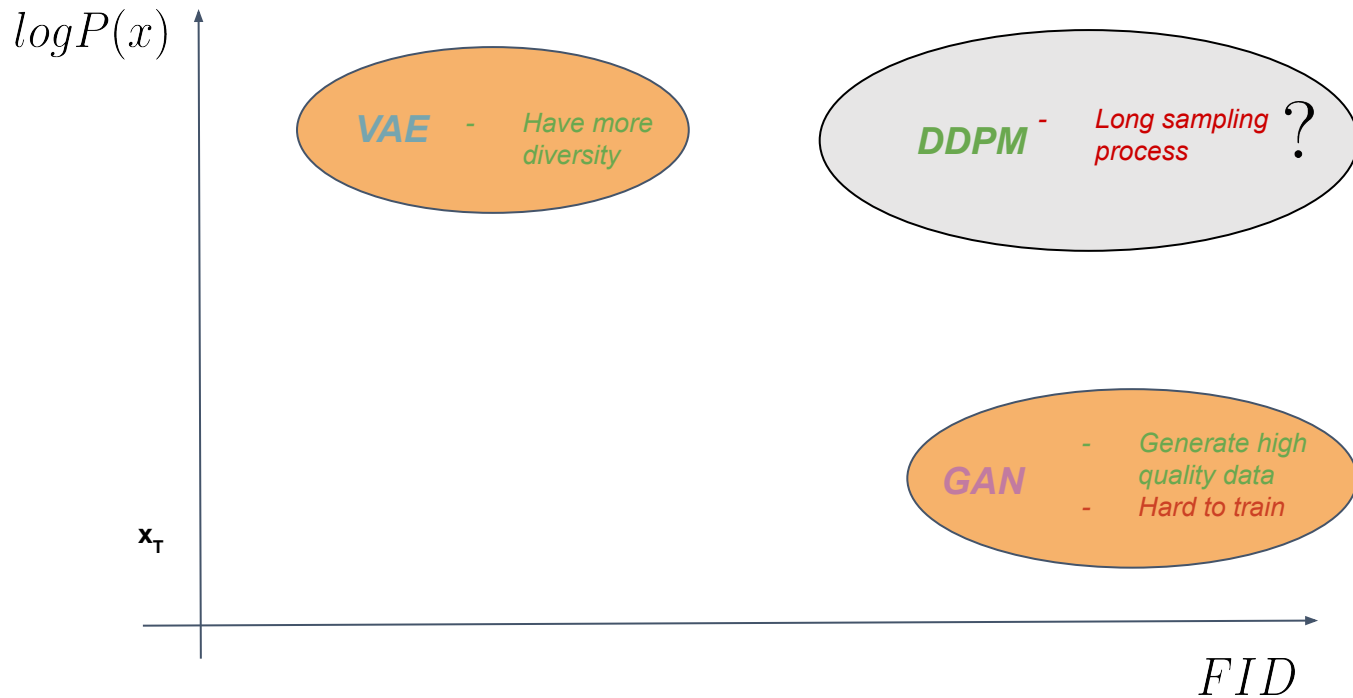 logP(x)
VAE
- Have more
diversity
DDPM
- Long sampling
process
?
GAN
- Generate high
quality data
- Hard to train
x_T
FID